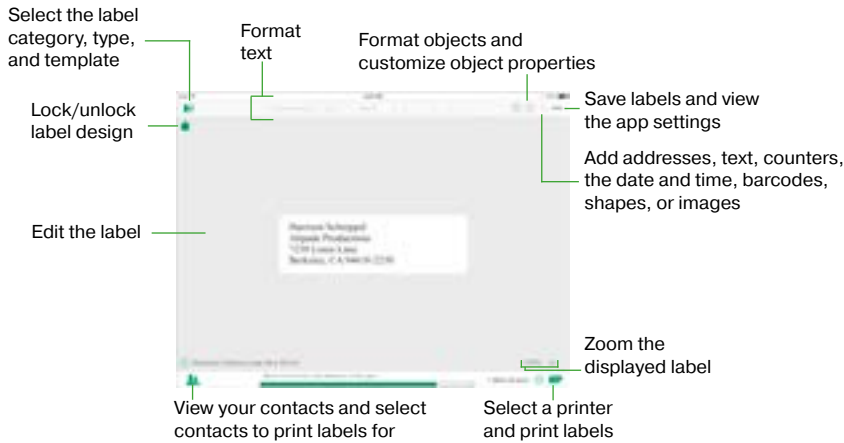 Select the label
category, type,
and template
Format
text
Format objects and
customize object properties
Lock/unlock
label design
Save labels and view
the app settings
Add addresses, text, counters,
the date and time, barcodes,
shapes, or images
Edit the label
Berkeley, CA
Zoom the
displayed label
View your contacts and select
contacts to print labels for
Select a printer
and print labels